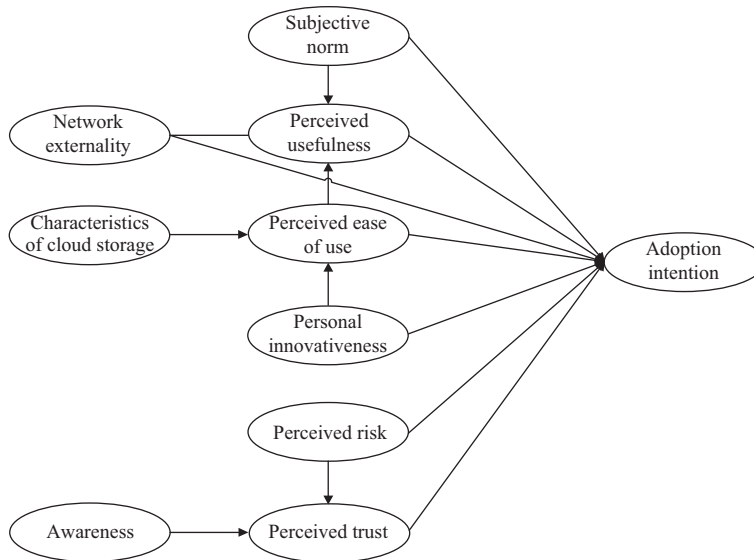 Subjective
norm
Network
externality
Perceived
usefulness
Characteristics
of cloud storage
Perceived ease
of use
Adoption
intention
Personal
innovativeness
Perceived risk
Awareness
Perceived trust